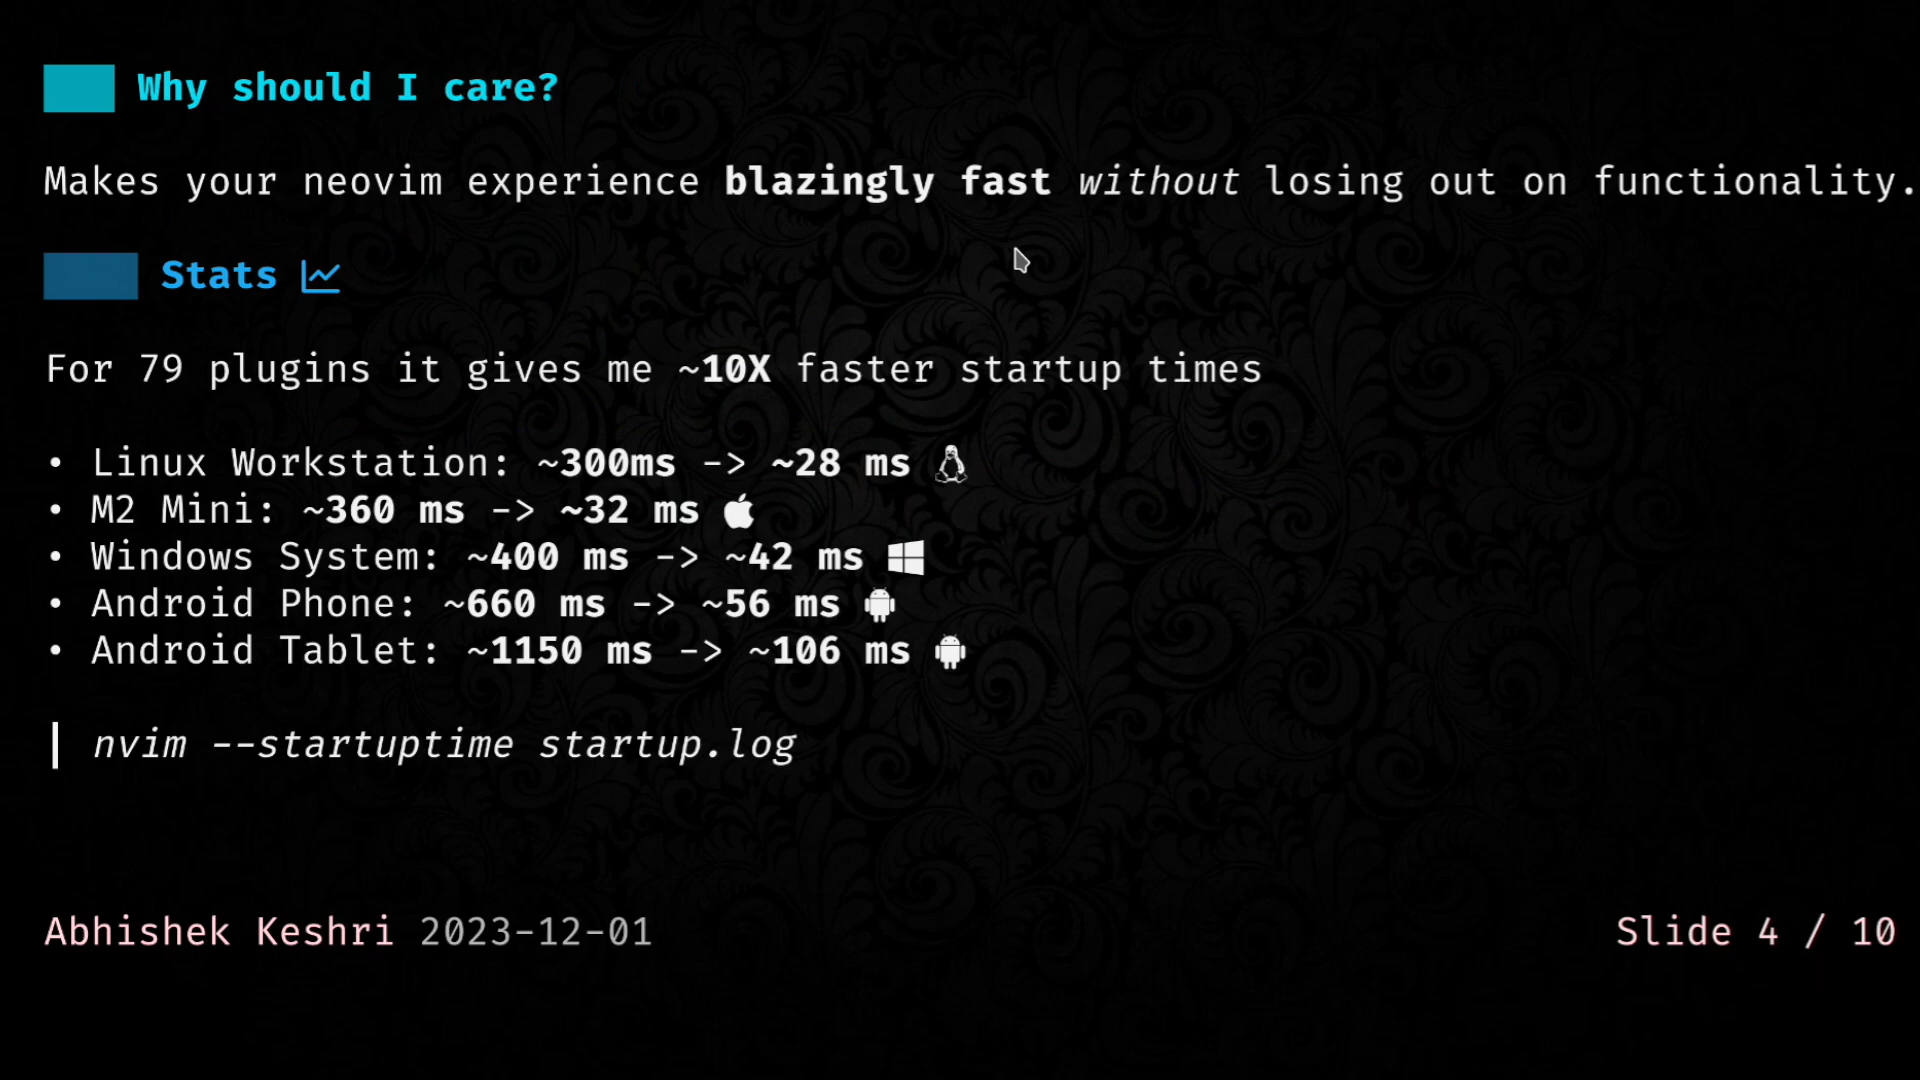 Why should I care?
Makes your neovim experience blazingly fast without losing out on functionality.
Stats
For 79 plugins it gives me ~10X faster startup times
• Linux Workstation: ~300ms -> ~28 ms
• M2 Mini: ~360 ms -> ~32 ms
• Windows System: ~400 ms -> ~42 ms
• Android Phone: ~660 ms -> ~56 ms
• Android Tablet: ~1150 ms -> ~106 ms
nvim --startuptime startup.log
Abhishek Keshri 2023-12-01
Slide 4 / 10